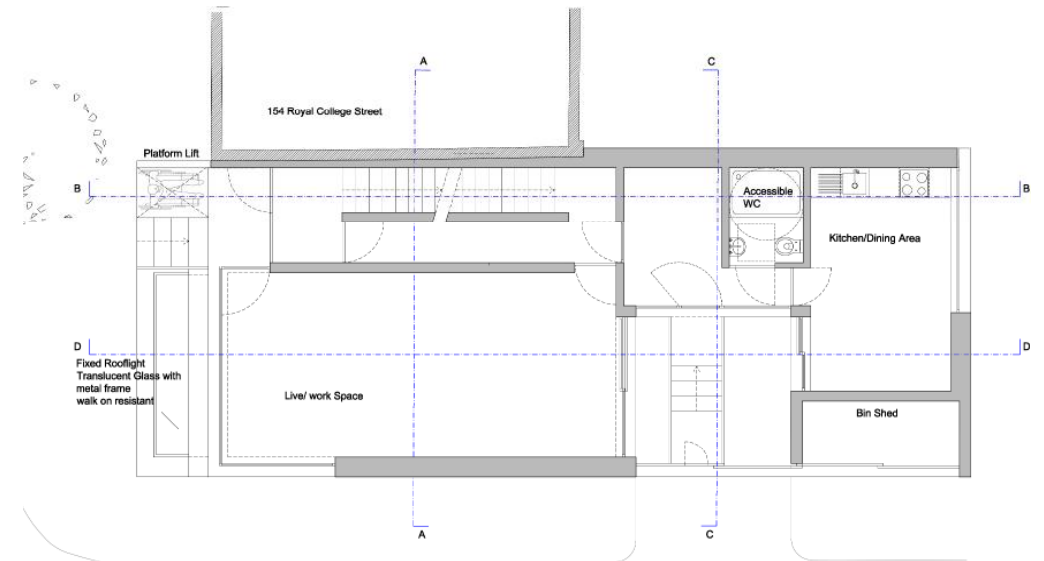 A
C
154 Royal College Street
Platform Lift
B
B
Accessible
WC
Kitchen/Dining Area
D
D
Fixed Rooflight
Translucent Glass with
metal frame
walk on resistant
Live/ work Space
Bin Shed
A
C